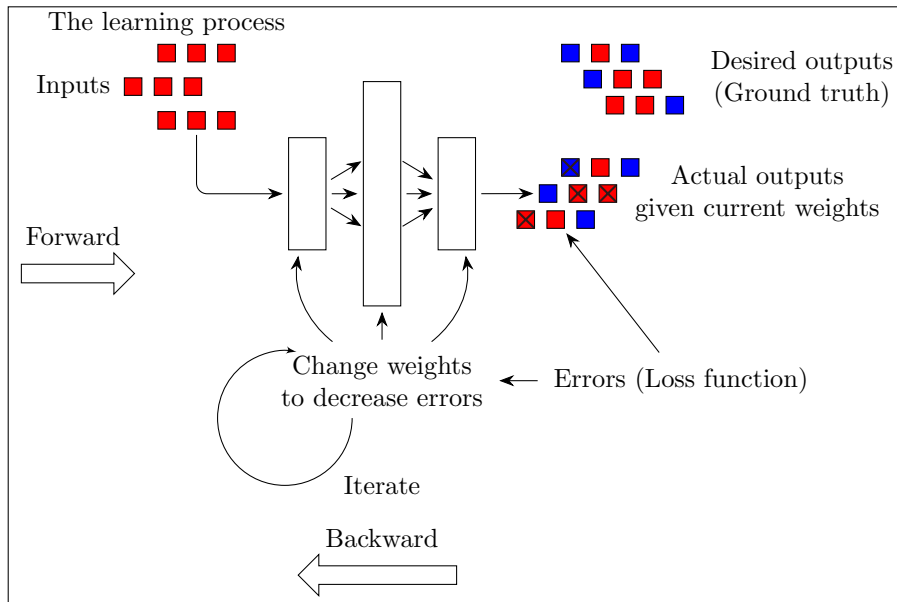 The learning process
Inputs
Desired outputs
(Ground truth)
Actual outputs
given current weights
Forward
Change weights
to decrease errors
Errors (Loss function)
Iterate
Backward